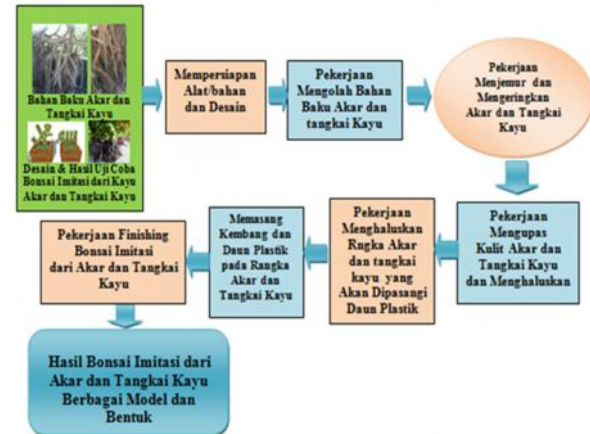 Bahan Baku Akar dan
Tangkai Kayu
Desain & Hasil Uji Coba
Bonsai Imitasi dari Kayu
Akar dan Tangkai Kayu
Mempersiapan
Alat/bahan
dan Desain
Pekerjaan
Mengolah Bahan
Baku Akar dan
tangkai Kayu
Pekerjaan
Menjemur dan
Mengeringkan
Akar dan Tangkai
Kayu
Pekerjaan
Mengupas
Kulit Akar dan
Tangkai Kayu
dan Menghaluskan
Pekerjaan
Menghaluskan
Rngka Akar
dan tangkai
kayu yang
Akan Dipasangi
Daun Plastik
Memasang
Kembang dan
Daun Plastik
pada Rangka
Akar dan
Tangkai Kayu
Pekerjaan Finishing
Bonsai Imitasi
dari Akar dan Tangkai
Kayu
Hasil Bonsai Imitasi dari
Akar dan Tangkai Kayu
Berbagai Model dan
Bentuk